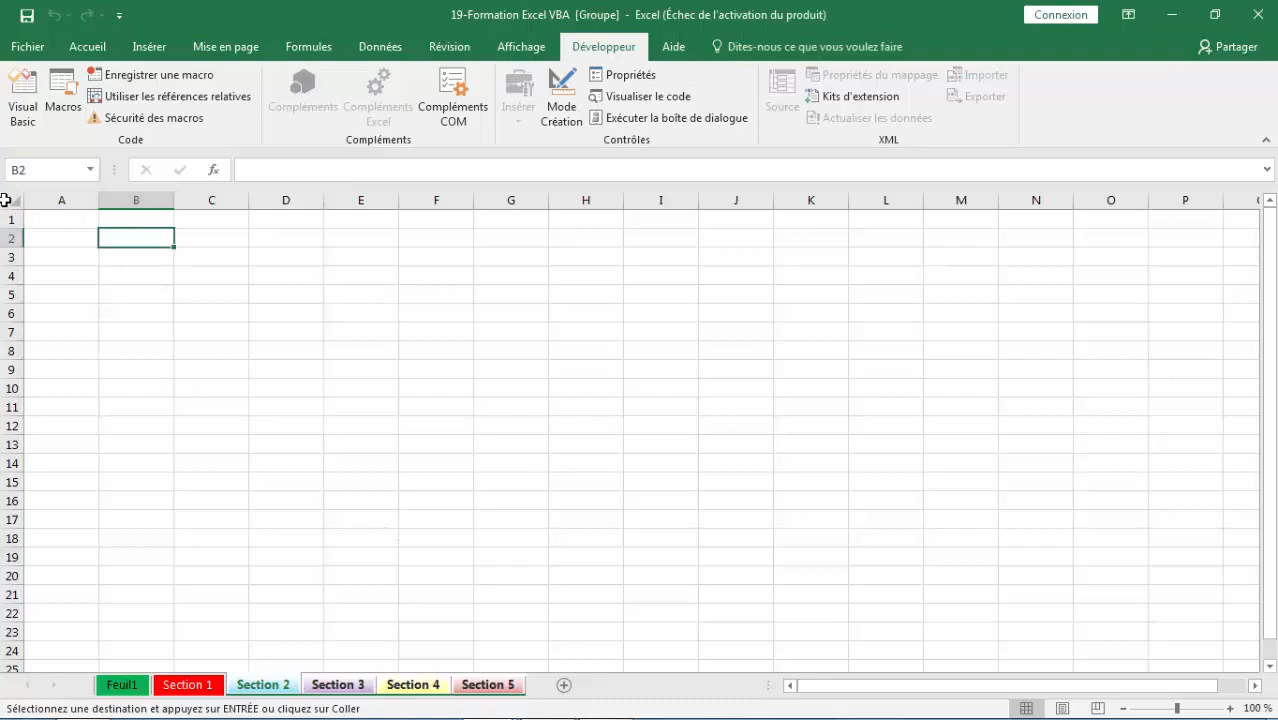 19-Formation Excel VBA [Groupe] - Excel (Échec de l'activation du produit)
Connexion
Fichier Accueil Insérer Mise en page Formules Données Révision Affichage Développeur Aide Dites-nous ce que vous voulez faire Partager
Visual Basic
Macros
Enregistrer une macro
Utiliser les références relatives
Sécurité des macros
Code
Compléments
Compléments Excel
Compléments COM
Compléments
Insérer
Mode Création
Propriétés
Visualiser le code
Exécuter la boîte de dialogue
Contrôles
Source
Propriétés du mappage
Kits d'extension
Actualiser les données
Importer
Exporter
XML
B2
fx
A B C D E F G H I J K L M N O P
1
2
3
4
5
6
7
8
9
10
11
12
13
14
15
16
17
18
19
20
21
22
23
24
25
Feuil1 Section 1 Section 2 Section 3 Section 4 Section 5
Sélectionnez une destination et appuyez sur ENTRÉE ou cliquez sur Coller
100 %